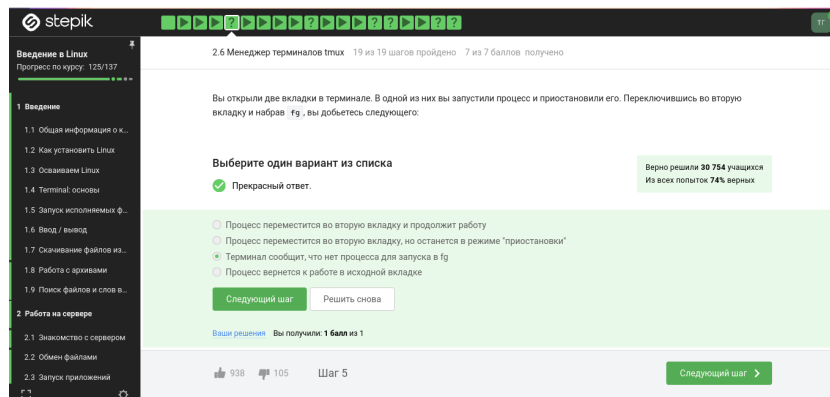 stepik
ТГ
Введение в Linux
Прогресс по курсу: 125/137
2.6 Менеджер терминалов tmux 19 из 19 шагов пройдено 7 из 7 баллов получено
1 Введение
1.1 Общая информация о к...
1.2 Как установить Linux
1.3 Осваиваем Linux
1.4 Terminal: основы
1.5 Запуск исполняемых ф...
1.6 Ввод / вывод
1.7 Скачивание файлов из...
1.8 Работа с архивами
1.9 Поиск файлов и слов в...
2 Работа на сервере
2.1 Знакомство с сервером
2.2 Обмен файлами
2.3 Запуск приложений
Вы открыли две вкладки в терминале. В одной из них вы запустили процесс и приостановили его. Переключившись во вторую
вкладку и набрав fg, вы добьетесь следующего:
Выберите один вариант из списка
Прекрасный ответ.
Верно решили 30 754 учащихся
Из всех попыток 74% верных
Процесс переместится во вторую вкладку и продолжит работу
Процесс переместится во вторую вкладку, но останется в режиме "приостановки"
Терминал сообщит, что нет процесса для запуска в fg
Процесс вернется к работе в исходной вкладке
Следующий шаг
Решить снова
Ваши решения Вы получили: 1 балл из 1
938 105 Шаг 5
Следующий шаг